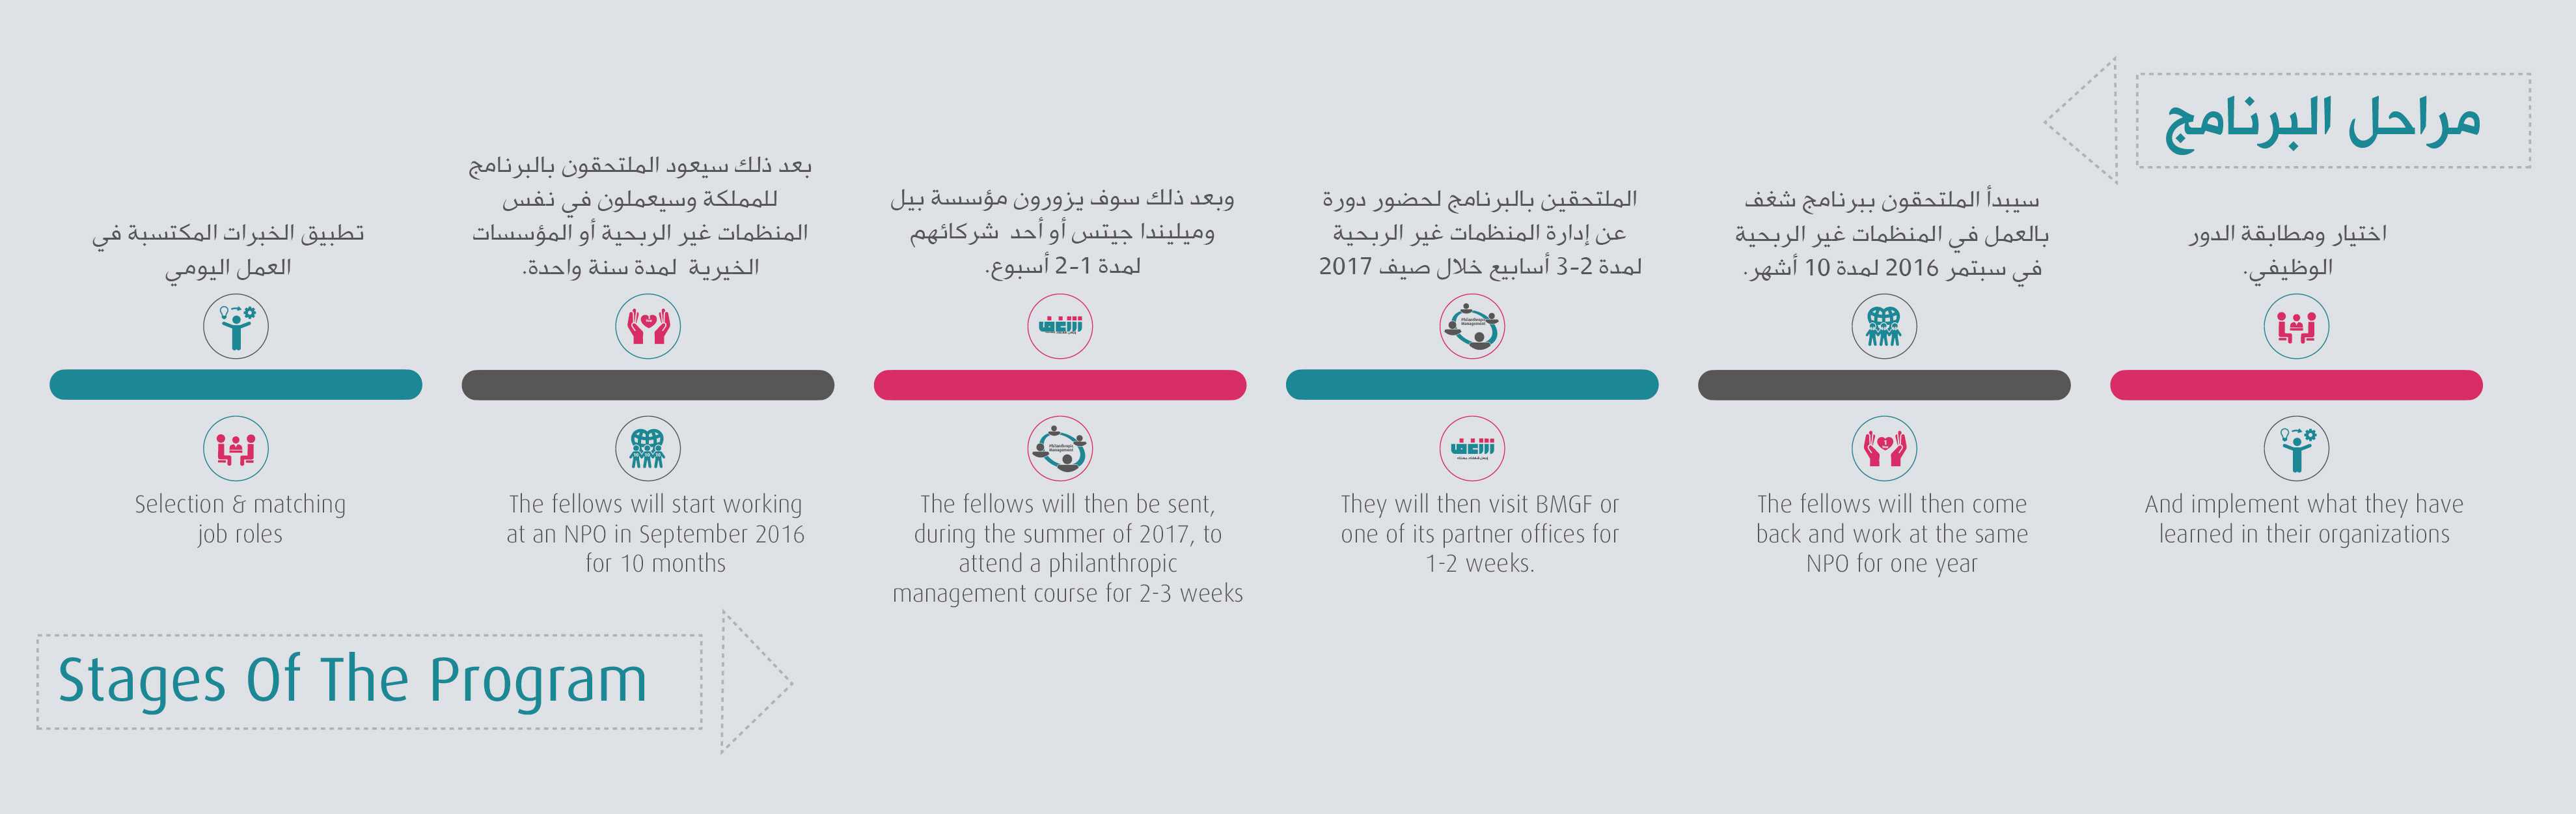 مراحل البرنامج
اختيار ومطابقة الدور
الوظيفي.
سيبدأ الملتحقون ببرنامج شغف
بالعمل في المنظمات غير الربحية
في سبتمر 2016 لمدة 10 أشهر.
الملتحقين بالبرنامج لحضور دورة
عن إدارة المنظمات غير الربحية
لمدة 2-3 أسابيع خلال صيف 2017
وبعد ذلك سوف يزورون مؤسسة بيل
وميليندا جيتس أو أحد شركائهم
لمدة 1-2 أسبوع.
بعد ذلك سيعود الملتحقون بالبرنامج
للمملكة وسيعملون في نفس
المنظمات غير الربحية أو المؤسسات
الخيرية لمدة سنة واحدة.
تطبيق الخبرات المكتسبة في
العمل اليومي
Philanthropic
Management
شغف
Philanthropic
Management
شغف
Selection & matching
job roles
The fellows will start working
at an NPO in September 2016
for 10 months
The fellows will then be sent,
during the summer of 2017, to
attend a philanthropic
management course for 2-3 weeks
They will then visit BMGF or
one of its partner offices for
1-2 weeks.
The fellows will then come
back and work at the same
NPO for one year
And implement what they have
learned in their organizations
Stages Of The Program